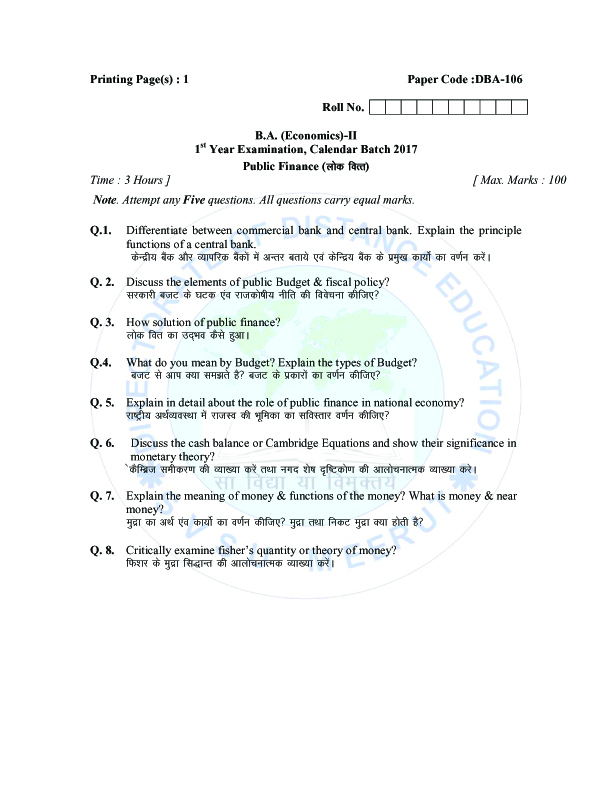 Printing Page(s) : 1 Paper Code :DBA-106
Roll No.
B.A. (Economics)-II
1st Year Examination, Calendar Batch 2017
Public Finance (लोक वित्त)
Time : 3 Hours ] [ Max. Marks : 100
Note. Attempt any Five questions. All questions carry equal marks.
Q.1. Differentiate between commercial bank and central bank. Explain the principle
functions of a central bank.
केन्द्रीय बैंक और व्यापरिक बैंकों में अन्तर बताये एवं केन्द्रिय बैंक के प्रमुख कार्यों का वर्णन करें।
Q. 2. Discuss the elements of public Budget & fiscal policy?
सरकारी बजट के घटक एंव राजकोषीय नीति की विवेचना कीजिए?
Q. 3. How solution of public finance?
लोक वित्त का उद्भव कैसे हुआ।
Q.4. What do you mean by Budget? Explain the types of Budget?
बजट से आप क्या समझते है? बजट के प्रकारों का वर्णन कीजिए?
Q. 5. Explain in detail about the role of public finance in national economy?
राष्ट्रीय अर्थव्यवस्था में राजस्व की भूमिका का सविस्तार वर्णन कीजिए?
Q. 6. Discuss the cash balance or Cambridge Equations and show their significance in
monetary theory?
कैम्ब्रिज समीकरण की व्याख्या करें तथा नगद शेष दृष्टिकोण की आलोचनात्मक व्याख्या करे।
Q. 7. Explain the meaning of money & functions of the money? What is money & near
money?
मुद्रा का अर्थ एंव कार्यो का वर्णन कीजिए? मुद्रा तथा निकट मुद्रा क्या होती है?
Q. 8. Critically examine fisher's quantity or theory of money?
फिशर के मुद्रा सिद्धान्त की आलोचनात्मक व्याख्या करें।
DIRECTORATE OF DISTANCE EDUCATION
सा विद्या या विमुक्तये
S V S U MEERUT